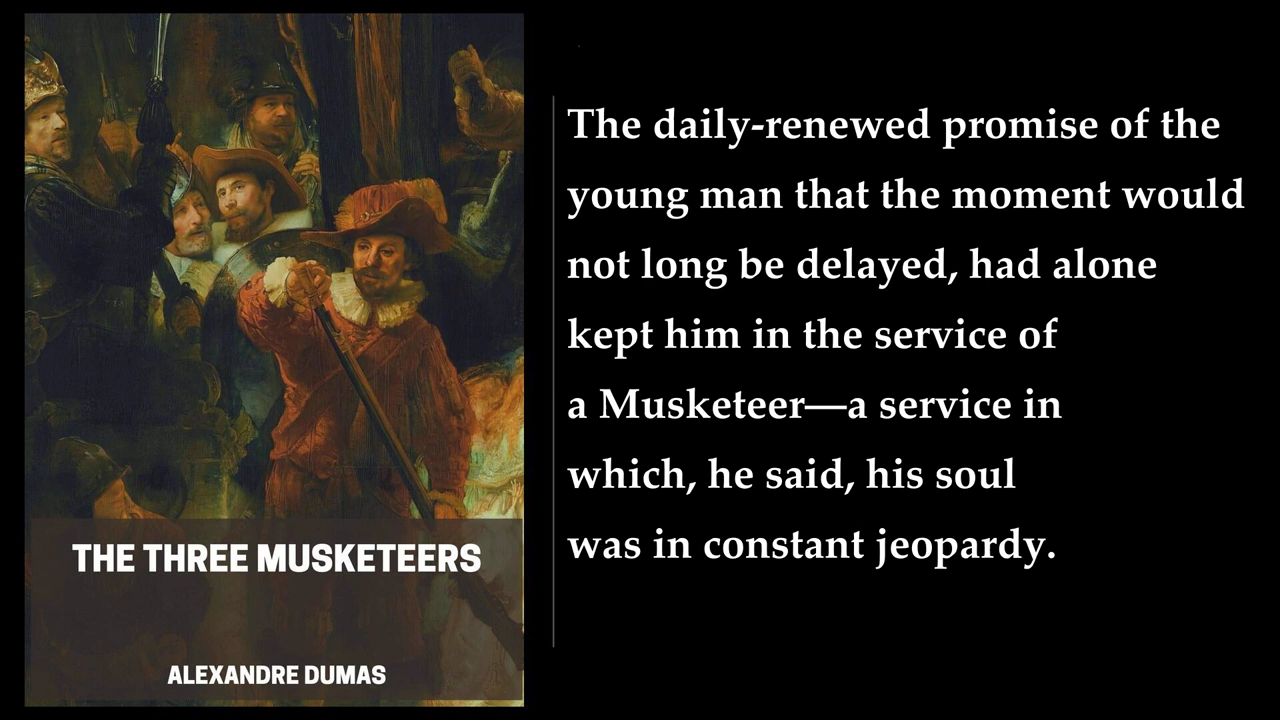 THE THREE MUSKETEERS
ALEXANDRE DUMAS
The daily-renewed promise of the
young man that the moment would
not long be delayed, had alone
kept him in the service of
a Musketeer—a service in
which, he said, his soul
was in constant jeopardy.